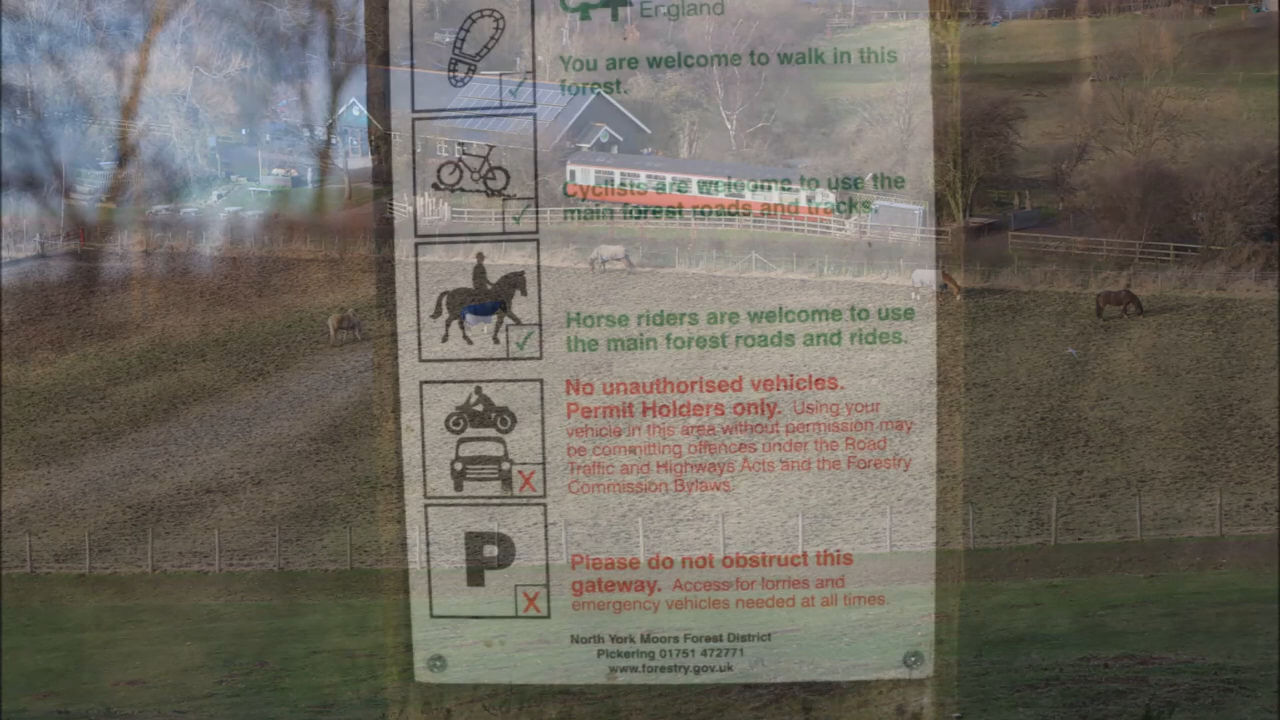 England
You are welcome to walk in this
forest.
Cyclists are welcome to use the
main forest roads and tracks.
Horse riders are welcome to use
the main forest roads and rides.
No unauthorised vehicles.
Permit Holders only. Using your
vehicle in this area without permission may
be committing offences under the Road
Traffic and Highways Acts and the Forestry
Commission Bylaws.
P
Please do not obstruct this
gateway. Access for lorries and
emergency vehicles needed at all times.
North York Moors Forest District
Pickering 01751 472771
www.forestry.gov.uk